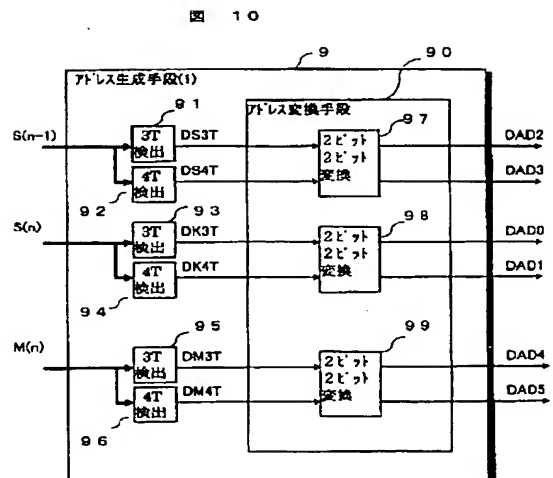 図 10
9
90
アドレス生成手段(1)
アドレス変換手段
91
S(n-1)
3T
検出
DS3T
92
4T
検出
DS4T
97
2ビット
2ビット
変換
DAD2
DAD3
93
S(n)
3T
検出
DK3T
94
4T
検出
DK4T
98
2ビット
2ビット
変換
DAD0
DAD1
95
M(n)
3T
検出
DM3T
96
4T
検出
DM4T
99
2ビット
2ビット
変換
DAD4
DAD5